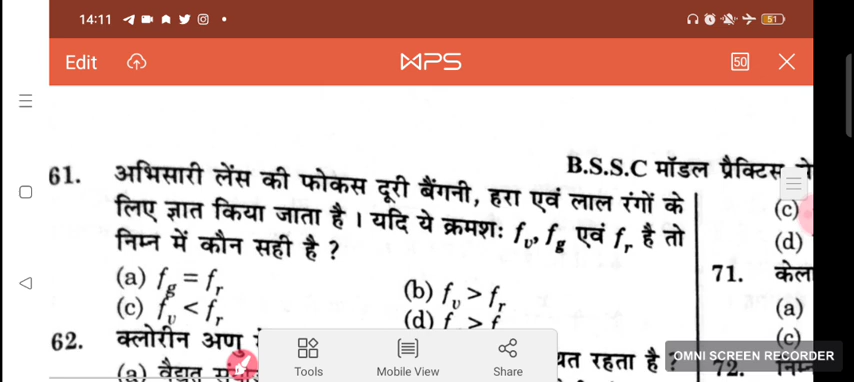 14:11
51
Edit
WPS
50
B.S.S.C मॉडल प्रैक्टिस
61. अभिसारी लेंस की फोकस दूरी बैंगनी, हरा एवं लाल रंगों के
लिए ज्ञात किया जाता है। यदि ये क्रमशः f_v, f_g एवं f_r है तो
निम्न में कौन सही है ?
(a) f_g = f_r
(b) f_v > f_r
(c) f_v < f_r
(d) f > f
62. क्लोरीन अणु
(a) वैद्युत
रहता है ?
(c)
(d)
71. केला
(a)
(c)
72. निम्न
Tools
Mobile View
Share
OMNI SCREEN RECORDER